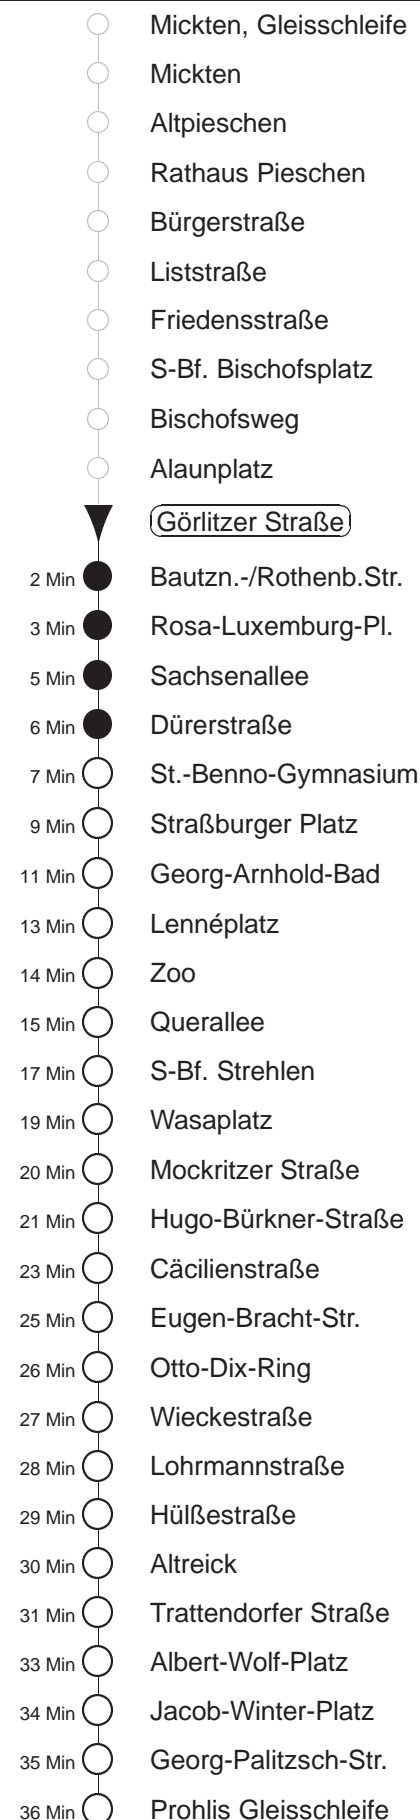 Mickten, Gleisschleife
Mickten
Altpieschen
Rathaus Pieschen
Bürgerstraße
Liststraße
Friedensstraße
S-Bf. Bischofsplatz
Bischofsweg
Alaunplatz
Görlitzer Straße
2 Min Bautzn.-/Rothenb.Str.
3 Min Rosa-Luxemburg-Pl.
5 Min Sachsenallee
6 Min Dürerstraße
7 Min St.-Benno-Gymnasium
9 Min Straßburger Platz
11 Min Georg-Arnhold-Bad
13 Min Lennéplatz
14 Min Zoo
15 Min Querallee
17 Min S-Bf. Strehlen
19 Min Wasaplatz
20 Min Mockritzer Straße
21 Min Hugo-Bürkner-Straße
23 Min Cäcilienstraße
25 Min Eugen-Bracht-Str.
26 Min Otto-Dix-Ring
27 Min Wieckestraße
28 Min Lohrmannstraße
29 Min Hülßestraße
30 Min Altreick
31 Min Trattendorfer Straße
33 Min Albert-Wolf-Platz
34 Min Jacob-Winter-Platz
35 Min Georg-Palitzsch-Str.
36 Min Prohlis Gleisschleife